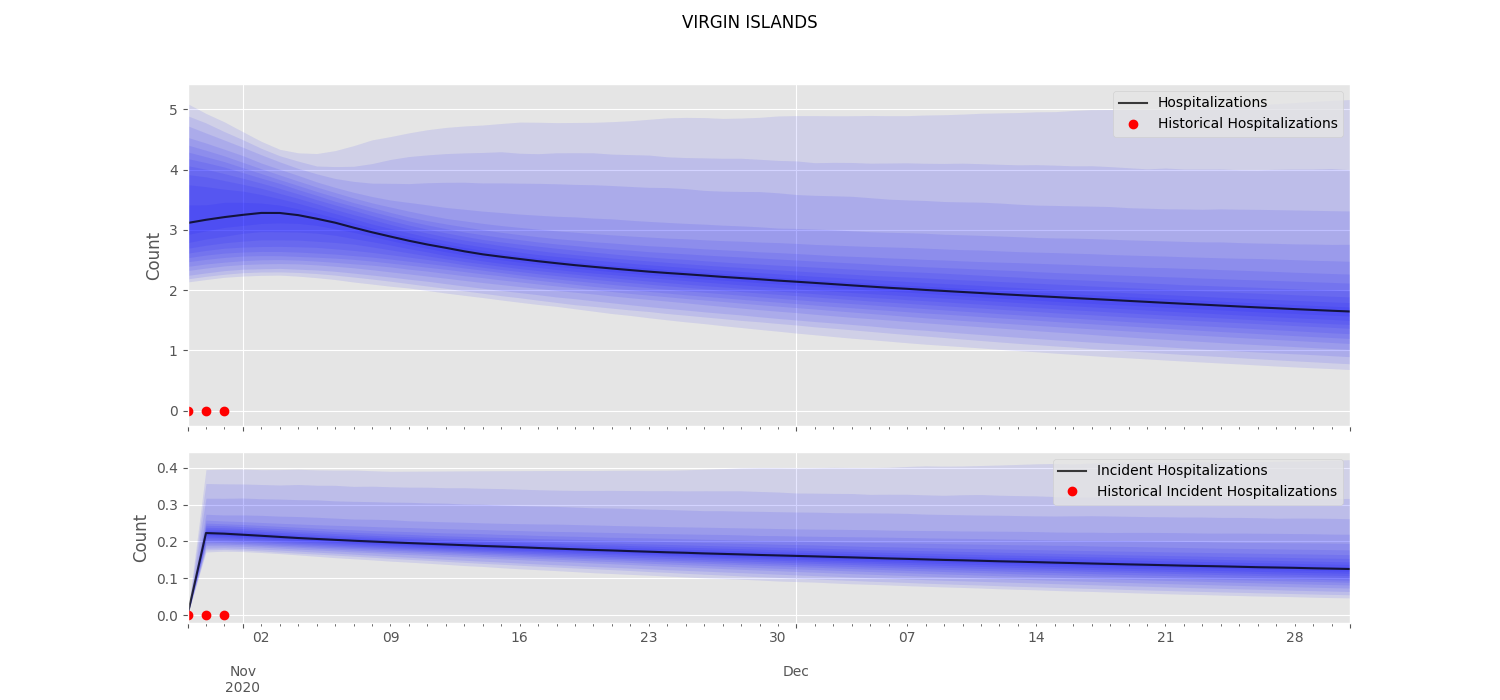 VIRGIN ISLANDS
Hospitalizations
Historical Hospitalizations
Count
5
4
3
2
1
0
Incident Hospitalizations
Historical Incident Hospitalizations
Count
0.4
0.3
0.2
0.1
0.0
02 09 16 23 30 07 14 21 28
Nov Dec
2020